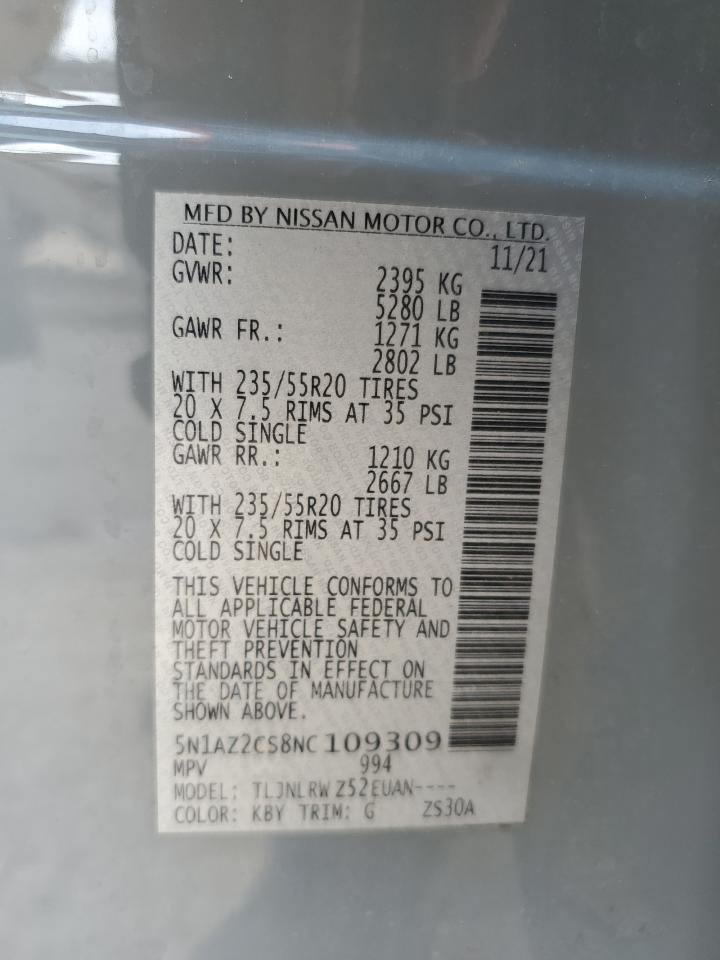 MFD BY NISSAN MOTOR CO., LTD.
DATE: 11/21
GVWR: 2395 KG
5280 LB
GAWR FR.: 1271 KG
2802 LB
WITH 235/55R20 TIRES
20 X 7.5 RIMS AT 35 PSI
COLD SINGLE
GAWR RR.: 1210 KG
2667 LB
WITH 235/55R20 TIRES
20 X 7.5 RIMS AT 35 PSI
COLD SINGLE
THIS VEHICLE CONFORMS TO
ALL APPLICABLE FEDERAL
MOTOR VEHICLE SAFETY AND
THEFT PREVENTION
STANDARDS IN EFFECT ON
THE DATE OF MANUFACTURE
SHOWN ABOVE.
5N1AZ2CS8NC109309
MPV 994
MODEL: TLJNLRW Z52EUAN----
COLOR: KBY TRIM: G ZS30A